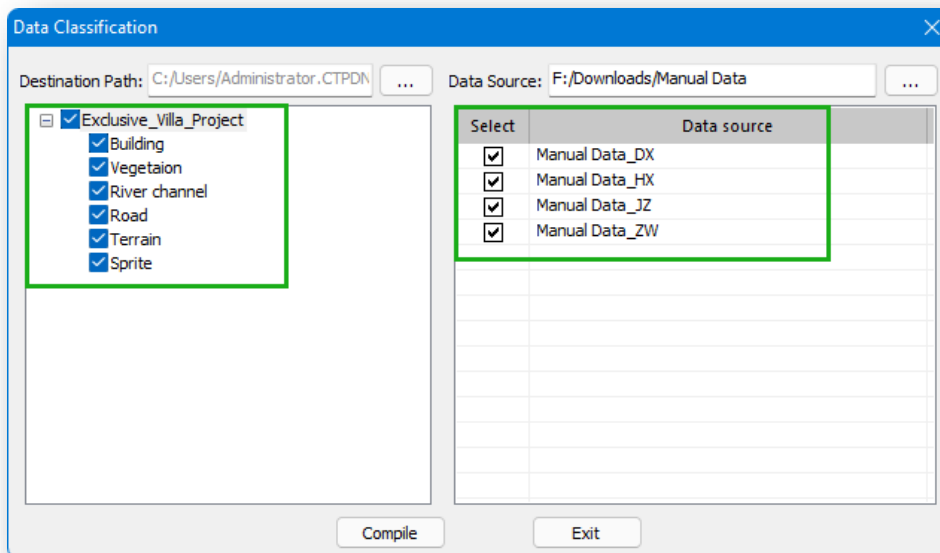 Data Classification
Destination Path: C:/Users/Administrator.CTPDN ... Data Source: F:/Downloads/Manual Data ...
Exclusive_Villa_Project
Building
Vegetaion
River channel
Road
Terrain
Sprite
Select Data source
Manual Data_DX
Manual Data_HX
Manual Data_JZ
Manual Data_ZW
Compile Exit